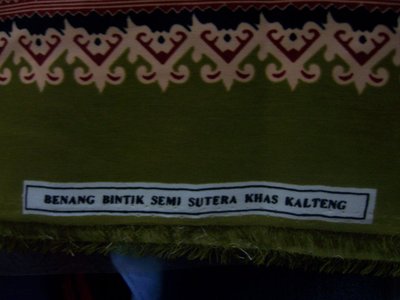 BENANG BINTIK SEMI SUTERA KHAS KALTENG